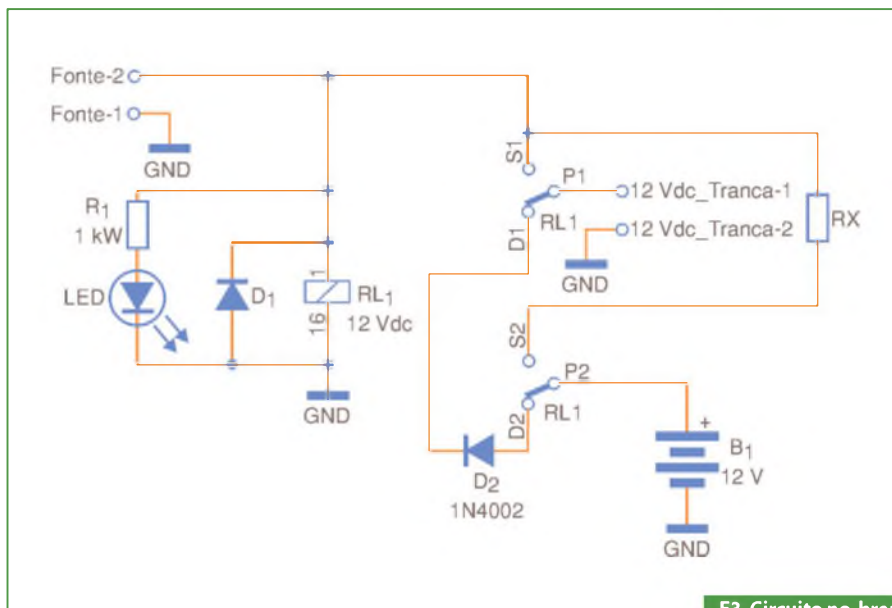 Fonte-2
Fonte-1
GND
R1
1 kW
LED
D1
1
16
RL1
12 Vdc
GND
S1
P1
RL1
D1
12 Vdc_Tranca-1
12 Vdc_Tranca-2
GND
RX
S2
P2
RL1
D2
D2
1N4002
+
B1
12 V
GND